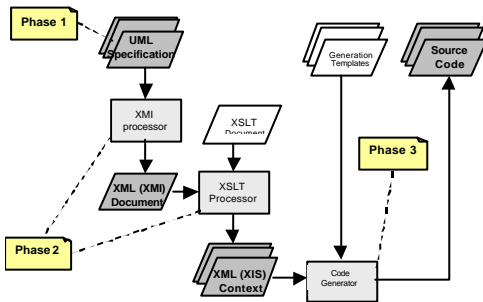 Phase 1
UML
Specification
Generation
Templates
Source
Code
XMI
processor
XSLT
Document
Phase 3
XML (XMI)
Document
XSLT
Processor
Phase 2
XML (XIS)
Context
Code
Generator